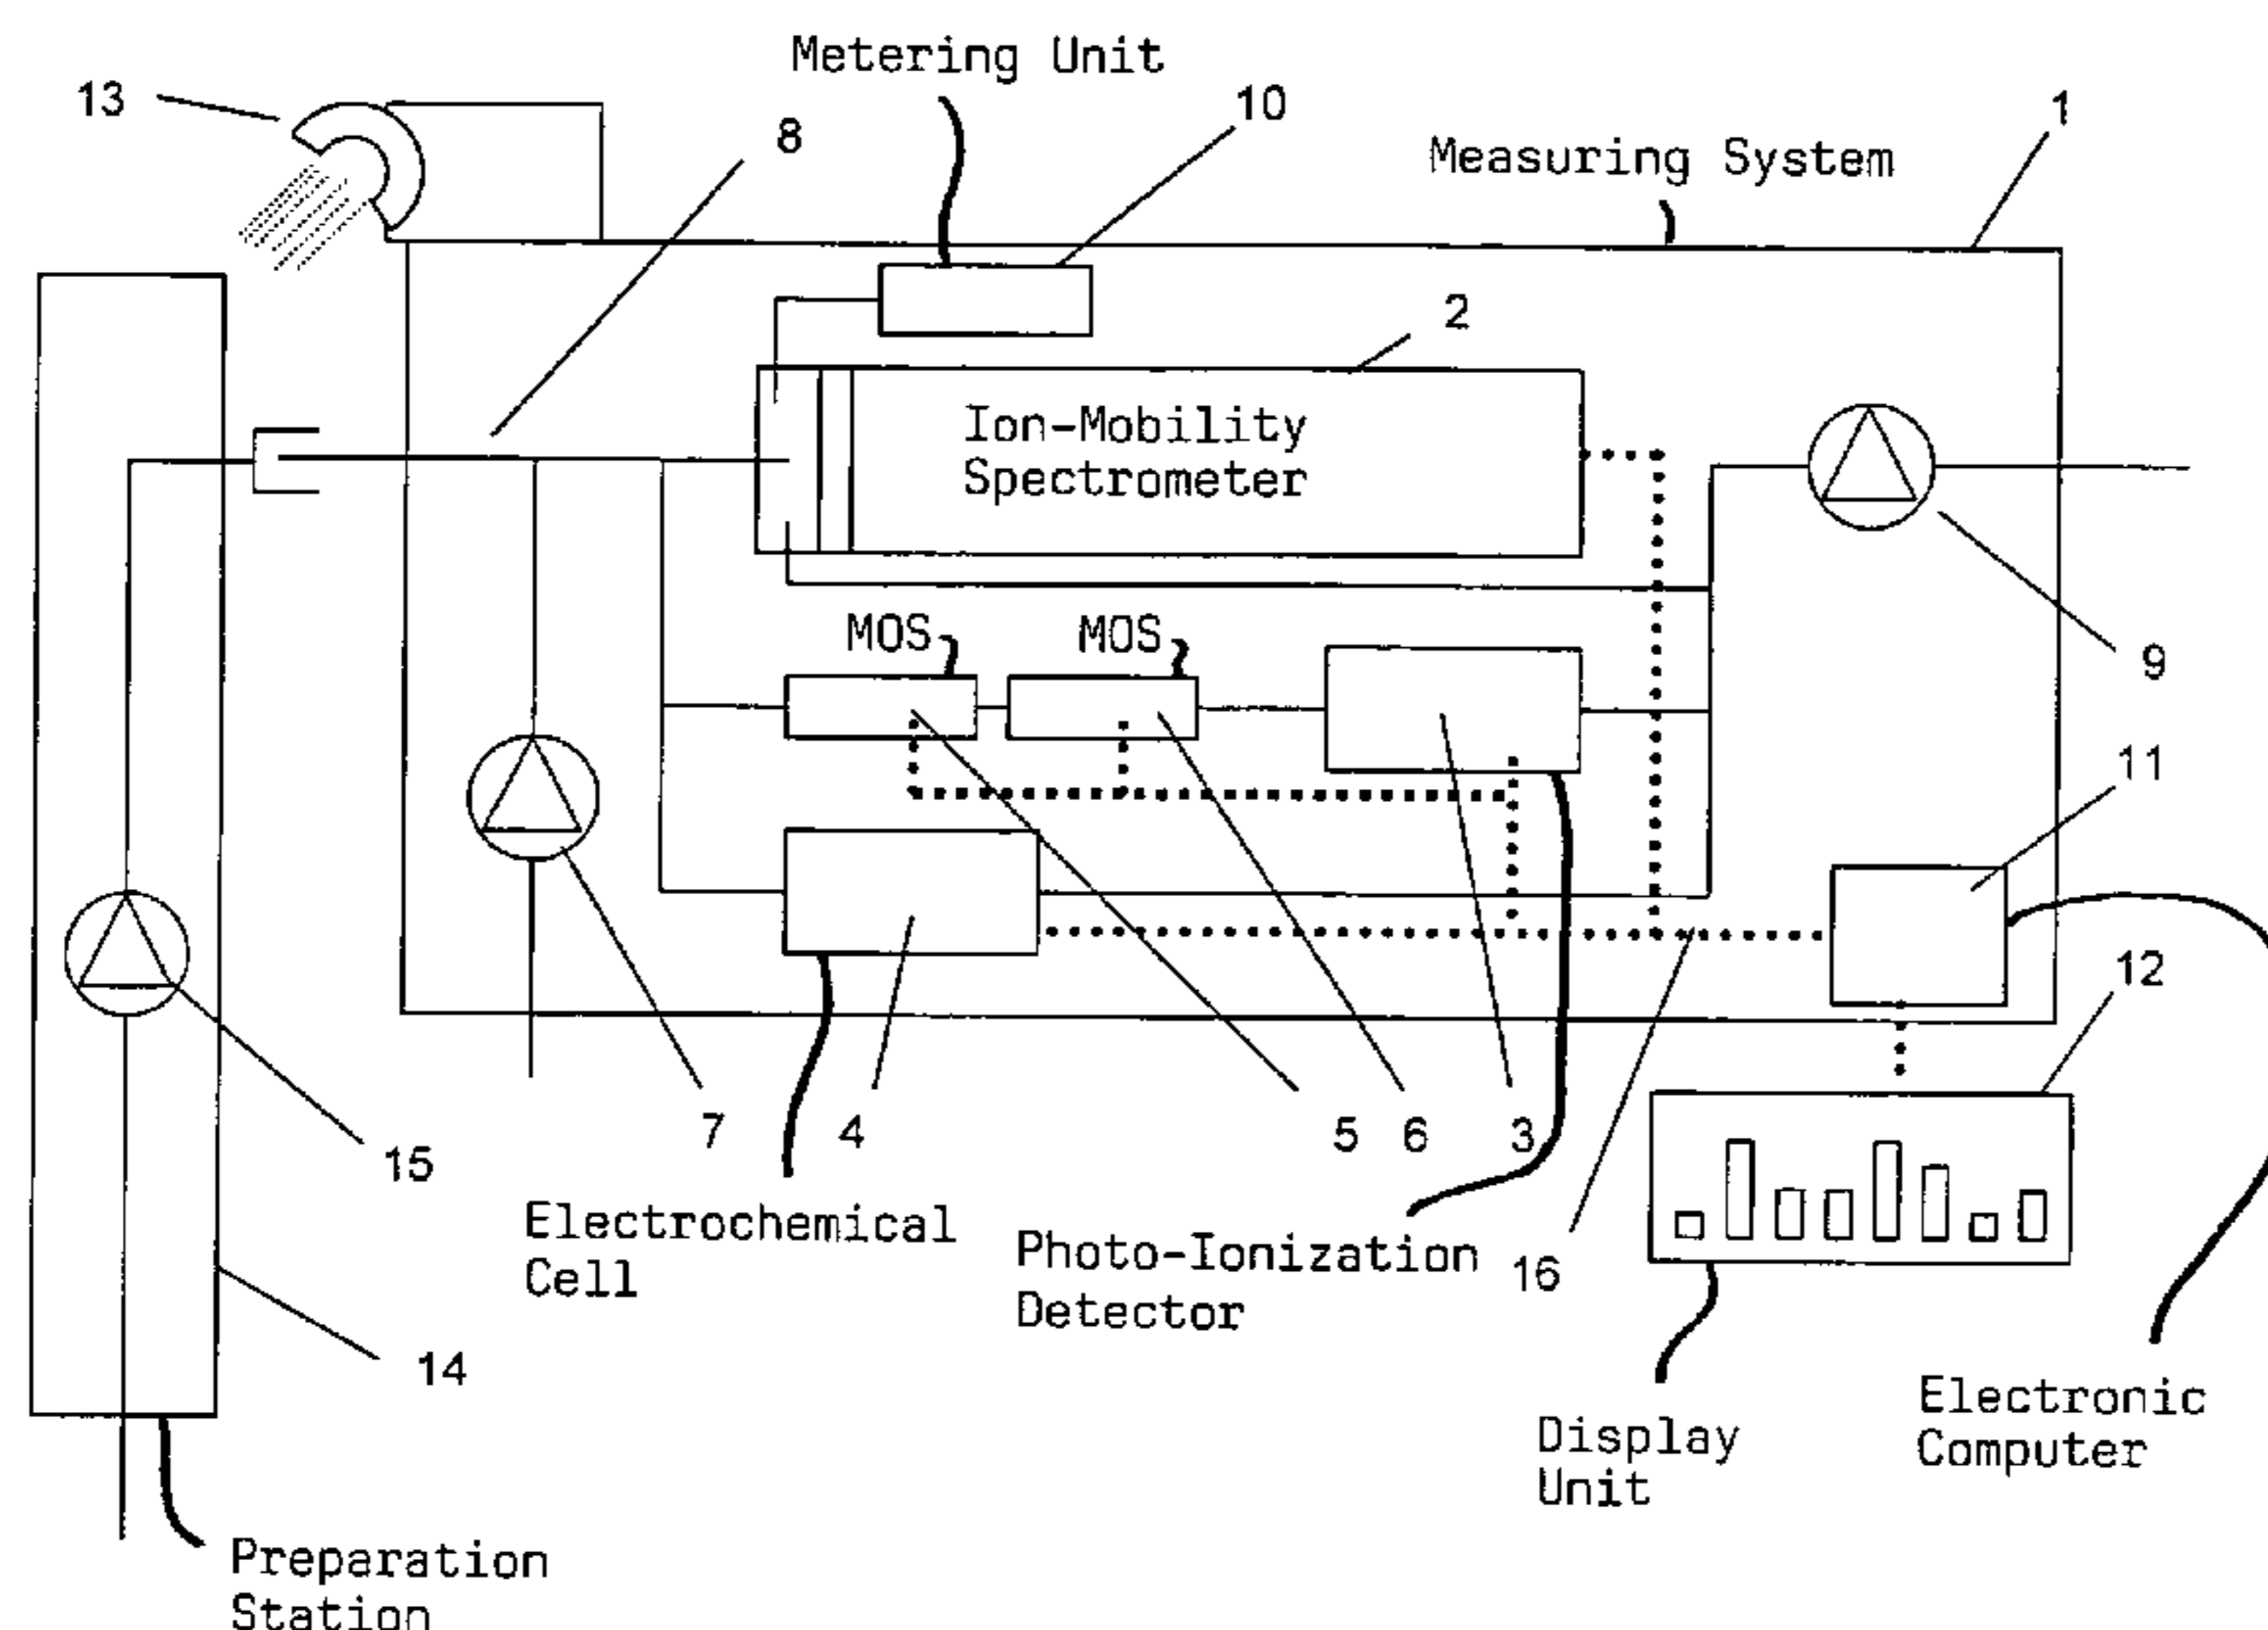 Metering Unit
13
10
1
8
Measuring System
2
Ion-Mobility
Spectrometer
MOS
MOS
9
11
12
7
4
5
6
3
15
Electrochemical
Cell
Photo-Ionization
Detector
16
14
Electronic
Computer
Display
Unit
Preparation
Station